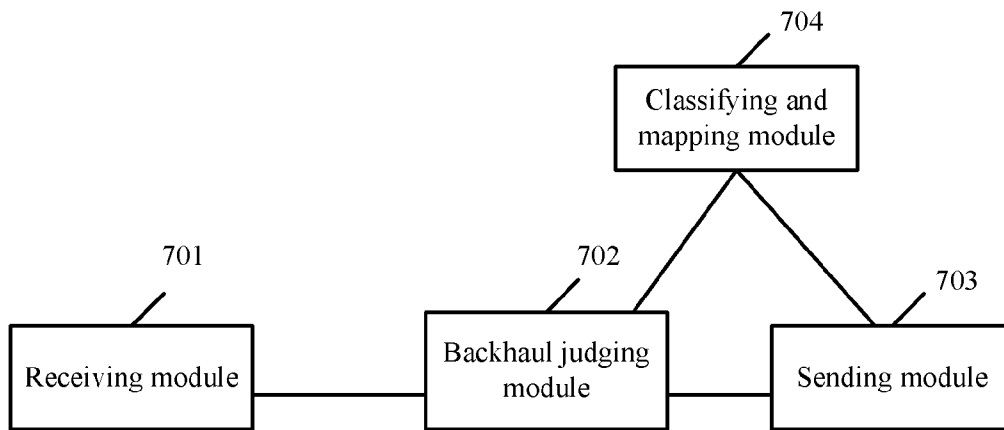 704
Classifying and
mapping module
701
702
703
Receiving module
Backhaul judging
module
Sending module